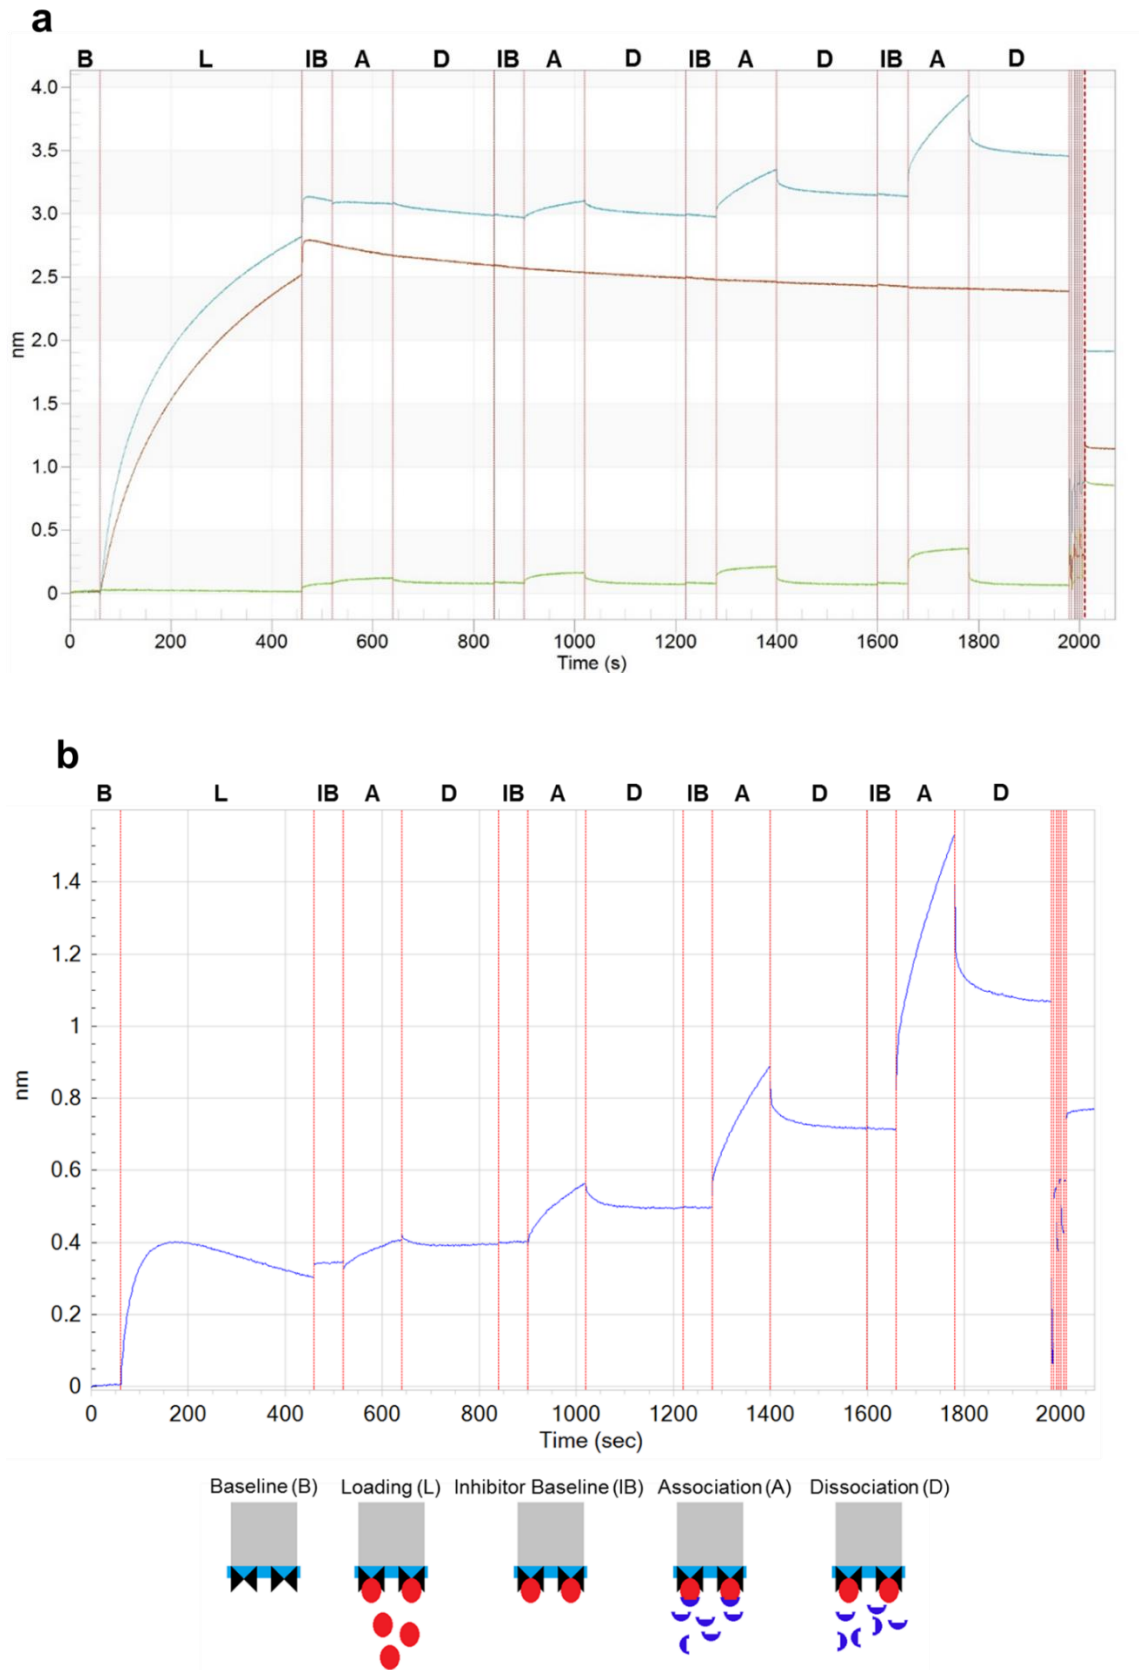 a
B L IB A D IB A D IB A D IB A D
4.0
3.5
3.0
2.5
2.0
1.5
1.0
0.5
0
nm
0 200 400 600 800 1000 1200 1400 1600 1800 2000
Time (s)
b
B L IB A D IB A D IB A D IB A D
1.4
1.2
1
0.8
0.6
0.4
0.2
0
nm
0 200 400 600 800 1000 1200 1400 1600 1800 2000
Time (sec)
Baseline (B) Loading (L) Inhibitor Baseline (IB) Association (A) Dissociation (D)